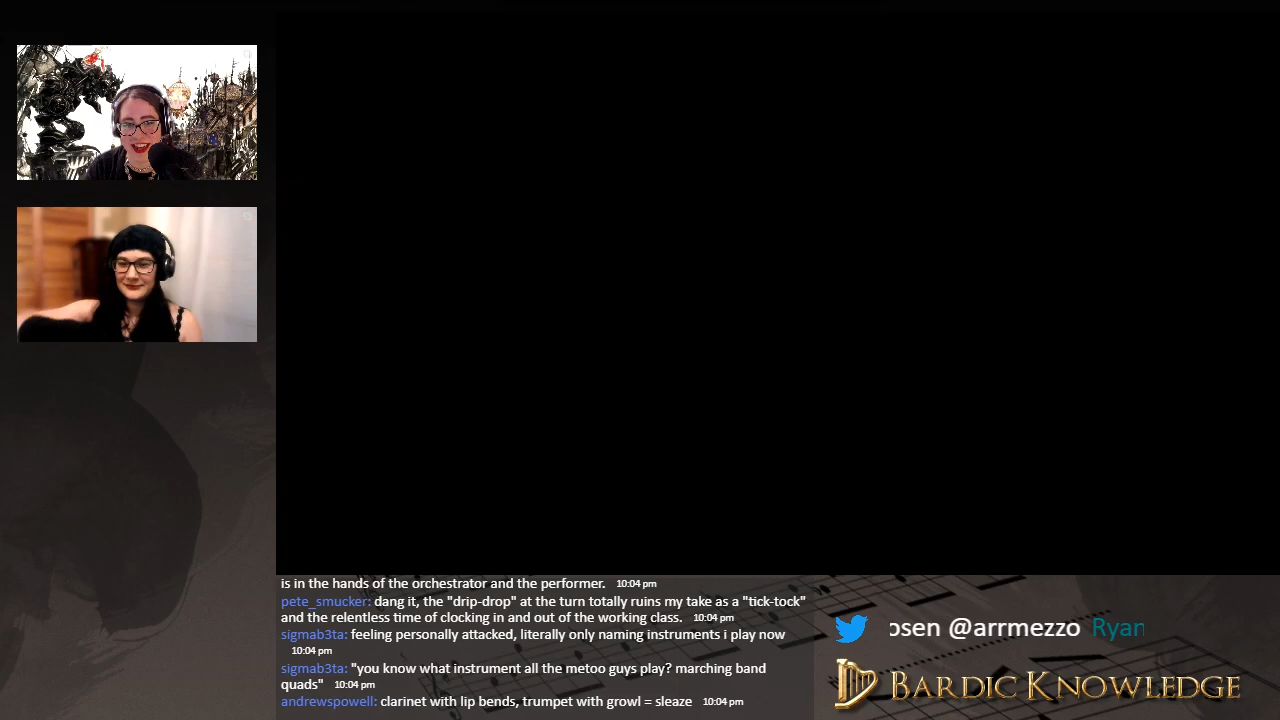 is in the hands of the orchestrator and the performer. 10:04 pm
pete_smucker: dang it, the "drip-drop" at the turn totally ruins my take as a "tick-tock"
and the relentless time of clocking in and out of the working class. 10:04 pm
sigmab3ta: feeling personally attacked, literally only naming instruments i play now
10:04 pm
sigmab3ta: "you know what instrument all the metoo guys play? marching band
quads" 10:04 pm
andrewspowell: clarinet with lip bends, trumpet with growl = sleaze 10:04 pm
osen @arrmezzo Ryan
BARDIC KNOWLEDGE